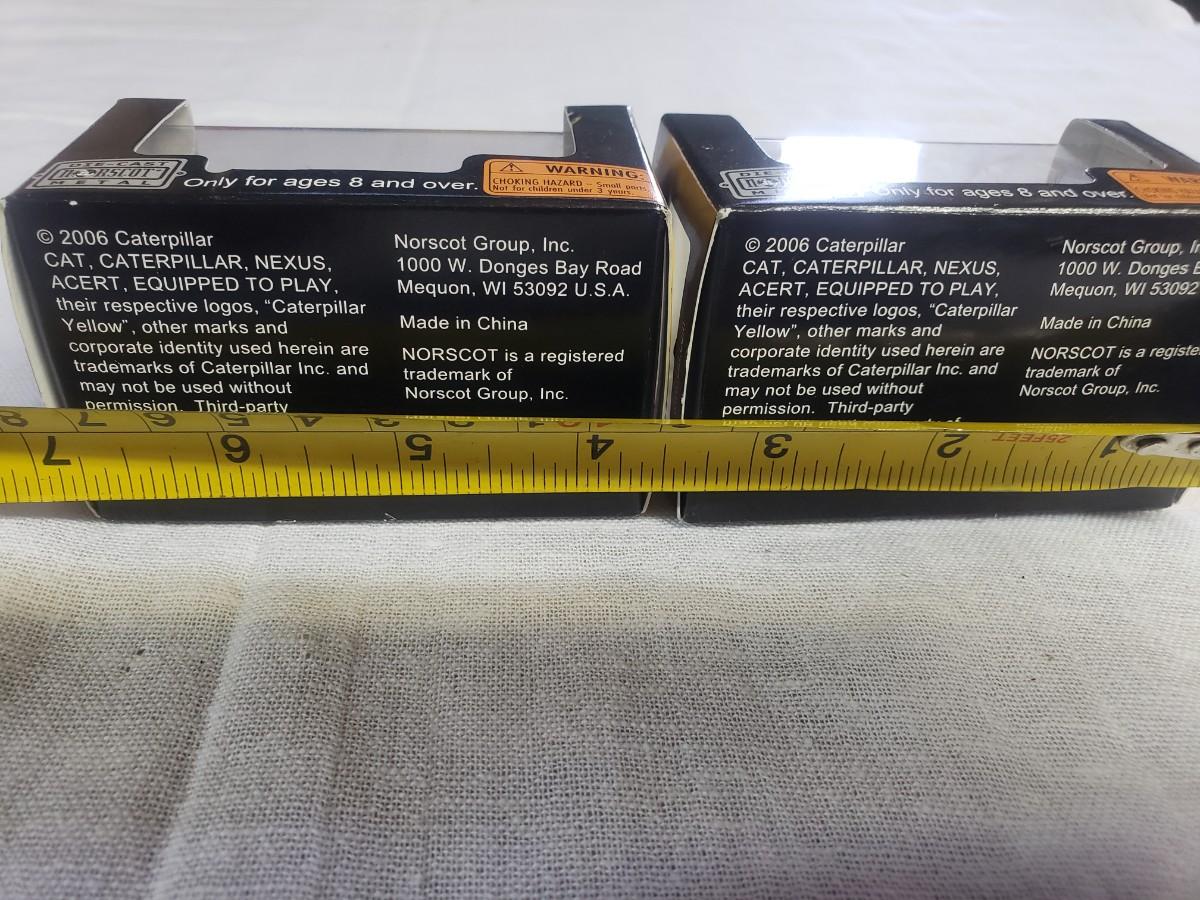 DIE-CAST
NORSCOT
METAL
Only for ages 8 and over.
WARNING:
CHOKING HAZARD – Small parts.
Not for children under 3 years.
© 2006 Caterpillar
CAT, CATERPILLAR, NEXUS,
ACERT, EQUIPPED TO PLAY,
their respective logos, “Caterpillar
Yellow”, other marks and
corporate identity used herein are
trademarks of Caterpillar Inc. and
may not be used without
permission. Third-party
Norscot Group, Inc.
1000 W. Donges Bay Road
Mequon, WI 53092 U.S.A.
Made in China
NORSCOT is a registered
trademark of
Norscot Group, Inc.
Only for ages 8 and over.
© 2006 Caterpillar
CAT, CATERPILLAR, NEXUS,
ACERT, EQUIPPED TO PLAY,
their respective logos, “Caterpillar
Yellow”, other marks and
corporate identity used herein are
trademarks of Caterpillar Inc. and
may not be used without
permission. Third-party
Norscot Group,
1000 W. Donges
Mequon, WI 53092
Made in China
NORSCOT is a
trademark of
Norscot Group, Inc.
7 6 5 4 3 2 1
25FEET